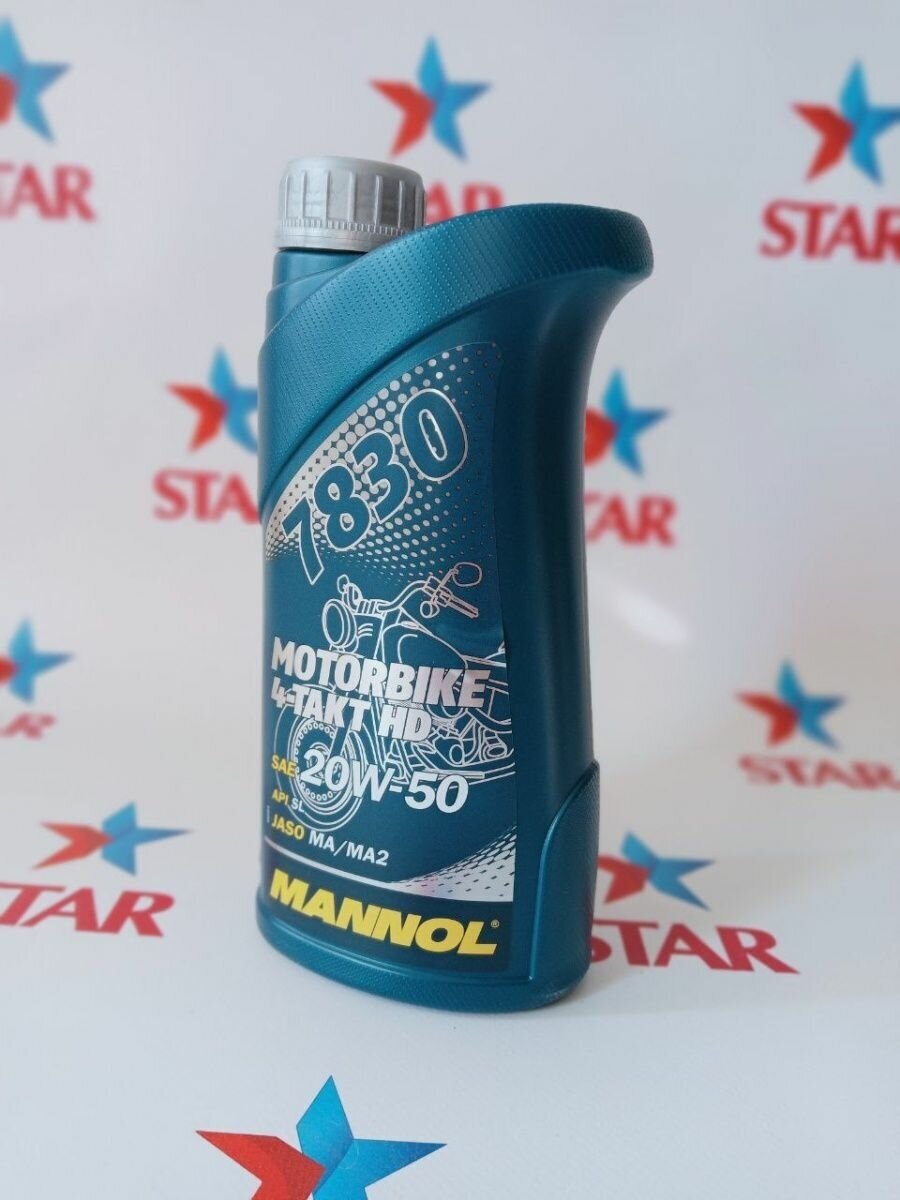 STAR
STAR
7830
MOTORBIKE
4-TAKT HD
SAE 20W-50
API SL
JASO MA/MA2
MANNOL®
STAR
STAR
STAR
STAR
STAR